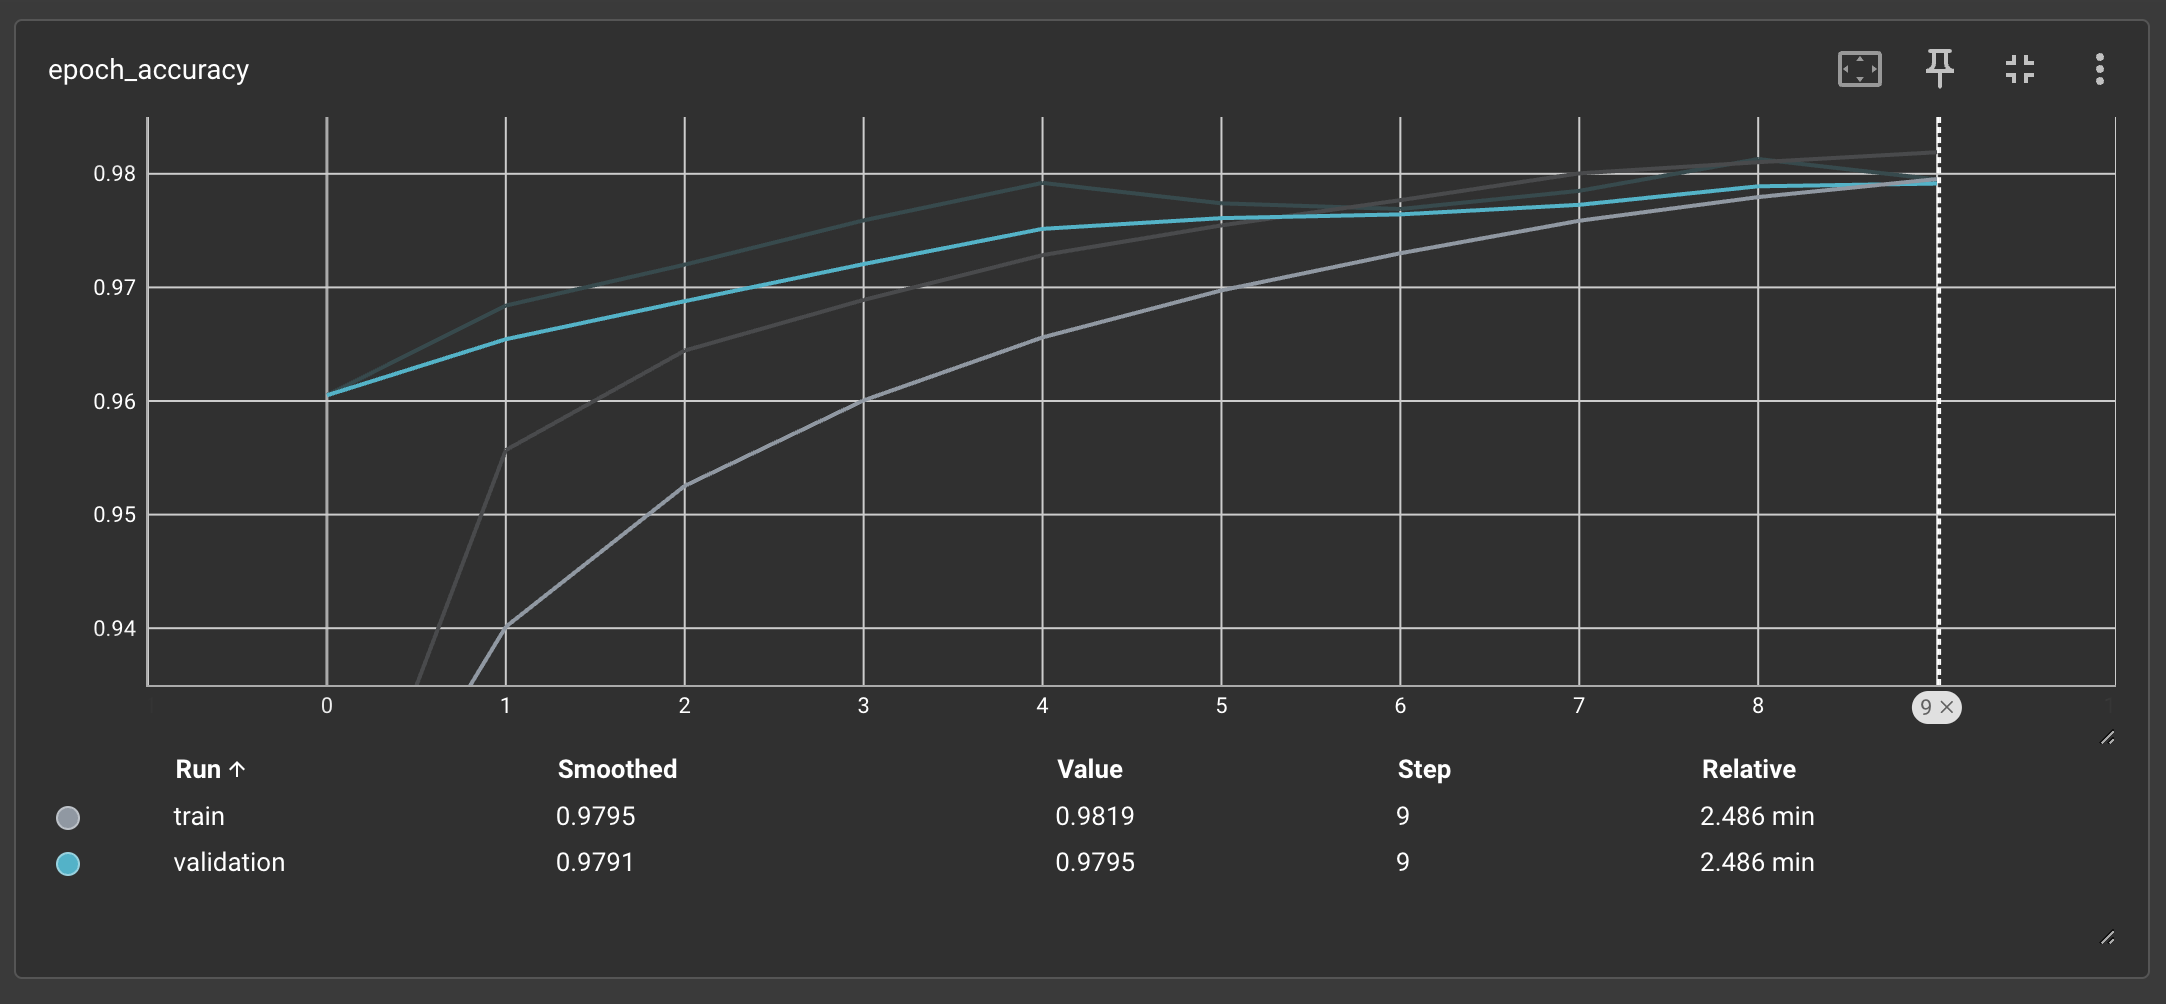 epoch_accuracy
0.98
0.97
0.96
0.95
0.94
0 1 2 3 4 5 6 7 8 9 ×
Run ↑ Smoothed Value Step Relative
train 0.9795 0.9819 9 2.486 min
validation 0.9791 0.9795 9 2.486 min